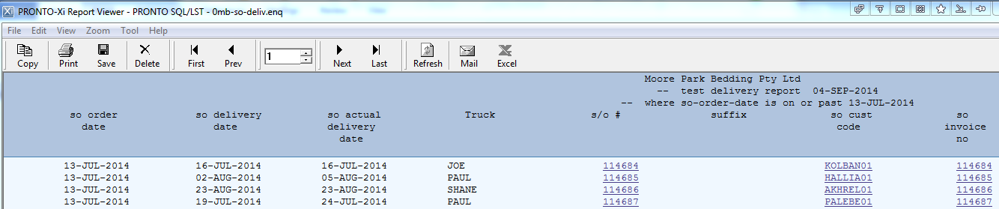 Xi PRONTO-Xi Report Viewer - PRONTO SQL/LST - 0mb-so-deliv.enq
File Edit View Zoom Tool Help
1
Copy Print Save Delete First Prev Next Last Refresh Mail Excel
Moore Park Bedding Pty Ltd
-- test delivery report 04-SEP-2014
-- where so-order-date is on or past 13-JUL-2014
so order so delivery so actual Truck s/o # suffix so cust so
date date delivery code invoice
date no
13-JUL-2014 16-JUL-2014 16-JUL-2014 JOE 114684 KOLBAN01 114684
13-JUL-2014 02-AUG-2014 05-AUG-2014 PAUL 114685 HALLIA01 114685
13-JUL-2014 23-AUG-2014 23-AUG-2014 SHANE 114686 AKHREL01 114686
13-JUL-2014 19-JUL-2014 24-JUL-2014 PAUL 114687 PALEBE01 114687